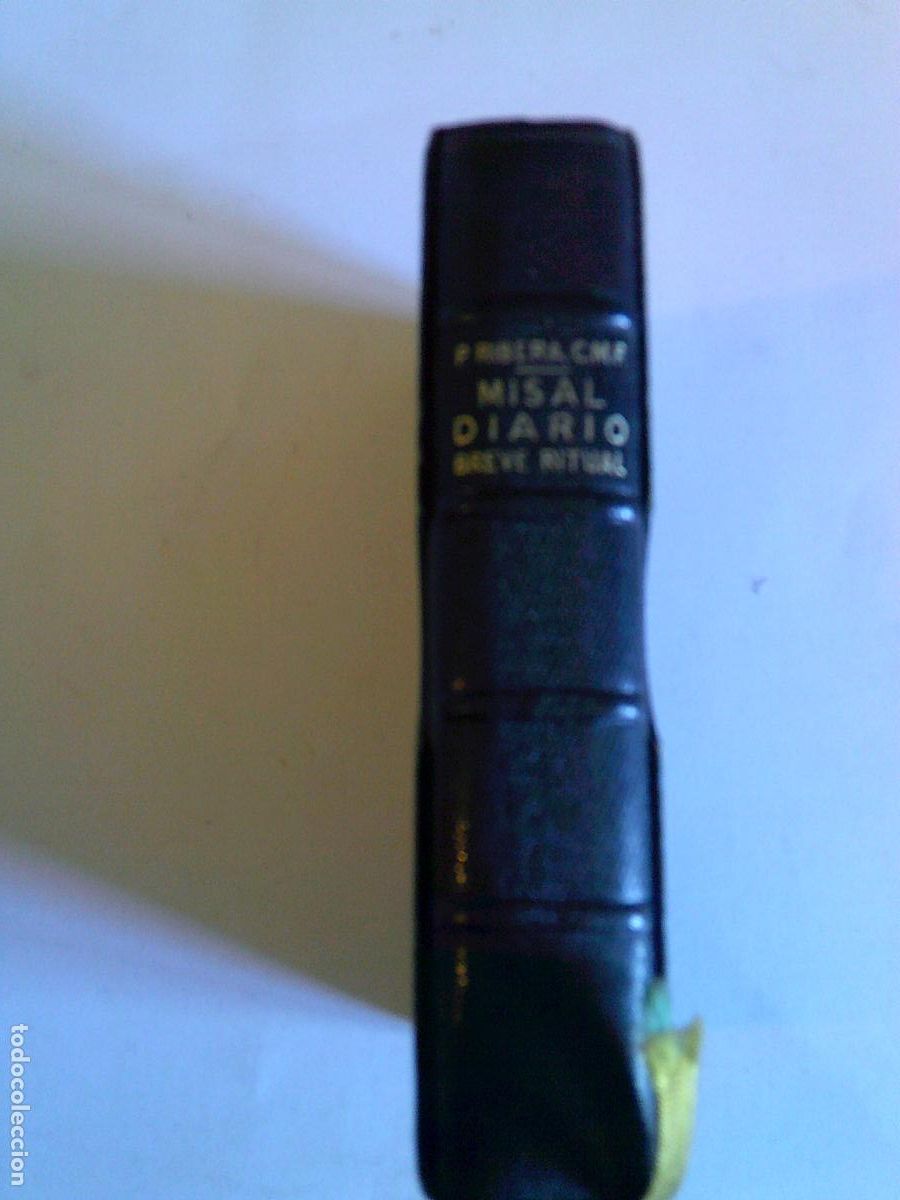 P. RIBERA, C.M.F.
MISAL
DIARIO
BREVE RITUAL
todocoleccion